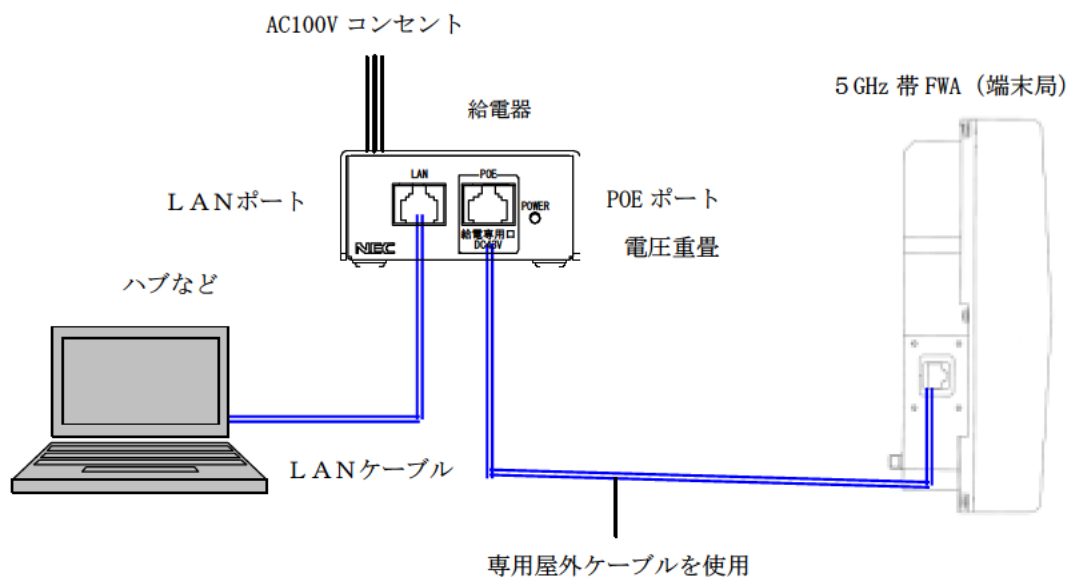 AC100V コンセント
給電器
5GHz 帯 FWA (端末局)
LAN
POE
LANポート
POE ポート
POWER
給電専用口
DC48V
NEC
電圧重畳
ハブなど
LANケーブル
専用屋外ケーブルを使用